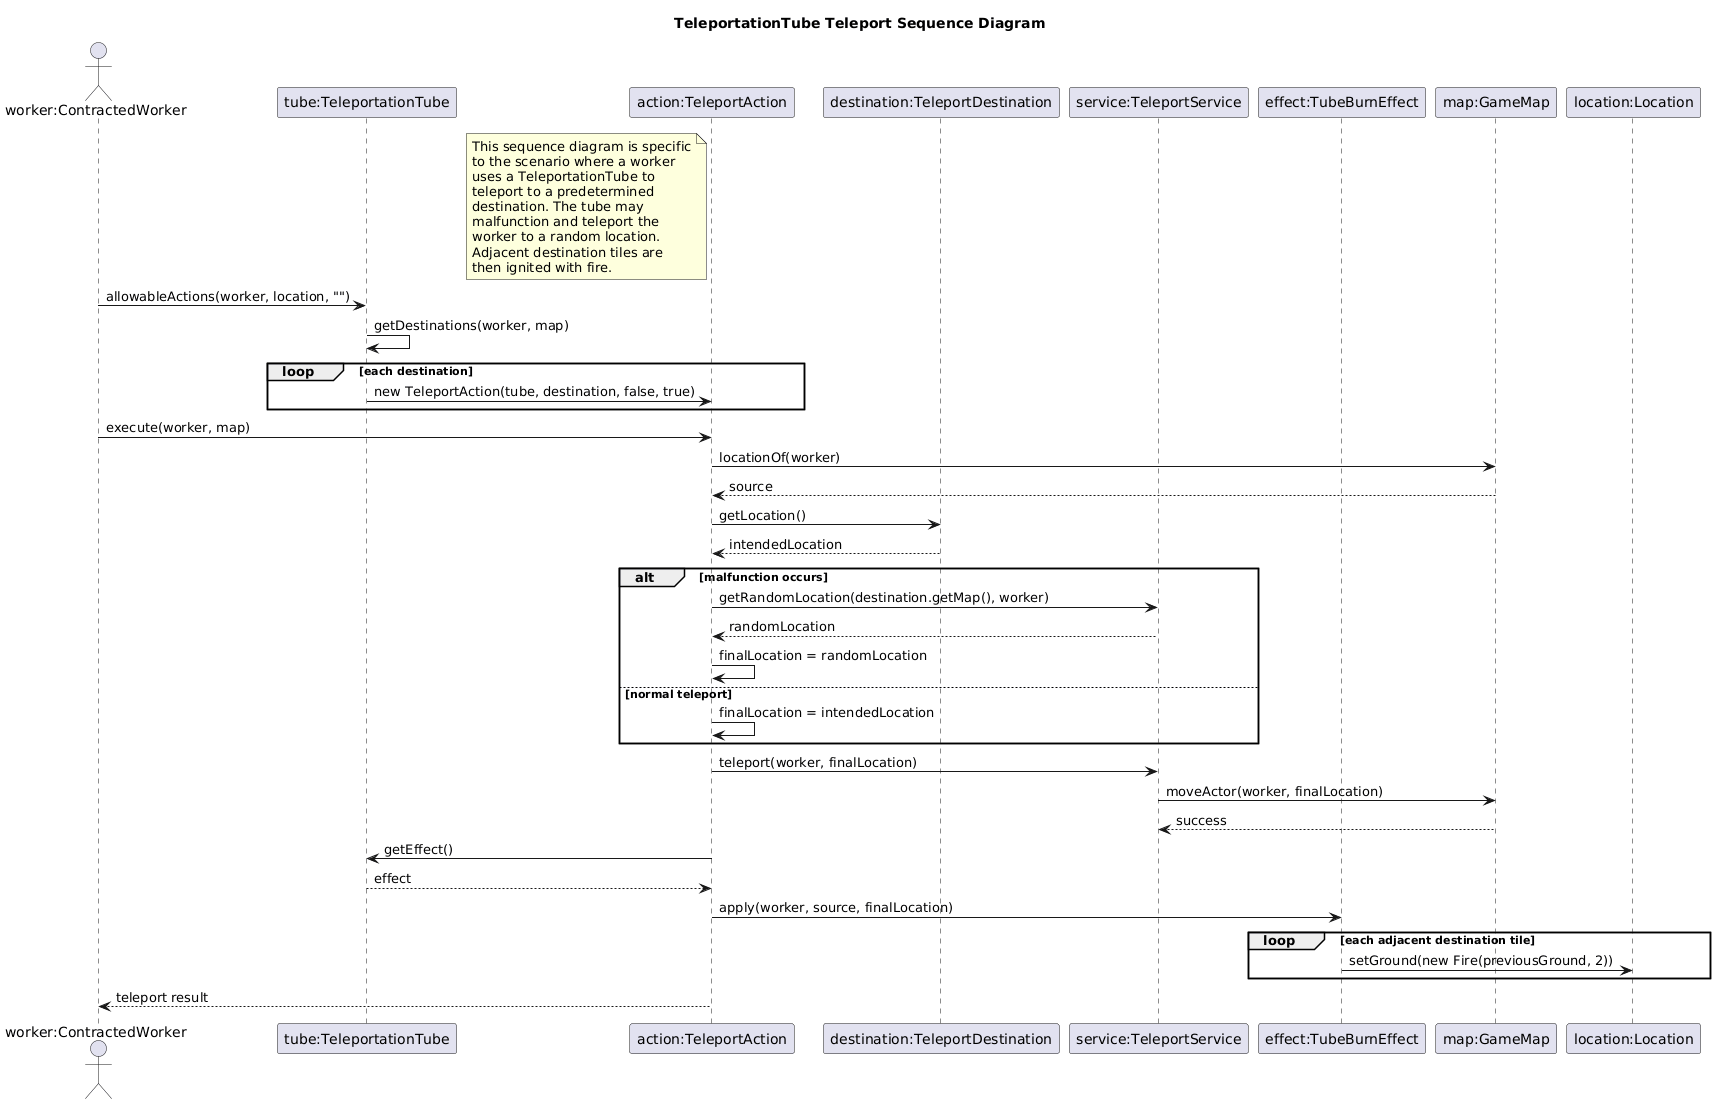 TeleportationTube Teleport Sequence Diagram
worker:ContractedWorker
tube:TeleportationTube
action:TeleportAction
destination:TeleportDestination
service:TeleportService
effect:TubeBurnEffect
map:GameMap
location:Location
This sequence diagram is specific
to the scenario where a worker
uses a TeleportationTube to
teleport to a predetermined
destination. The tube may
malfunction and teleport the
worker to a random location.
Adjacent destination tiles are
then ignited with fire.
allowableActions(worker, location, "")
getDestinations(worker, map)
loop [each destination]
new TeleportAction(tube, destination, false, true)
execute(worker, map)
locationOf(worker)
source
getLocation()
intendedLocation
alt [malfunction occurs]
getRandomLocation(destination.getMap(), worker)
randomLocation
finalLocation = randomLocation
[normal teleport]
finalLocation = intendedLocation
teleport(worker, finalLocation)
moveActor(worker, finalLocation)
success
getEffect()
effect
apply(worker, source, finalLocation)
loop [each adjacent destination tile]
setGround(new Fire(previousGround, 2))
teleport result
worker:ContractedWorker
tube:TeleportationTube
action:TeleportAction
destination:TeleportDestination
service:TeleportService
effect:TubeBurnEffect
map:GameMap
location:Location